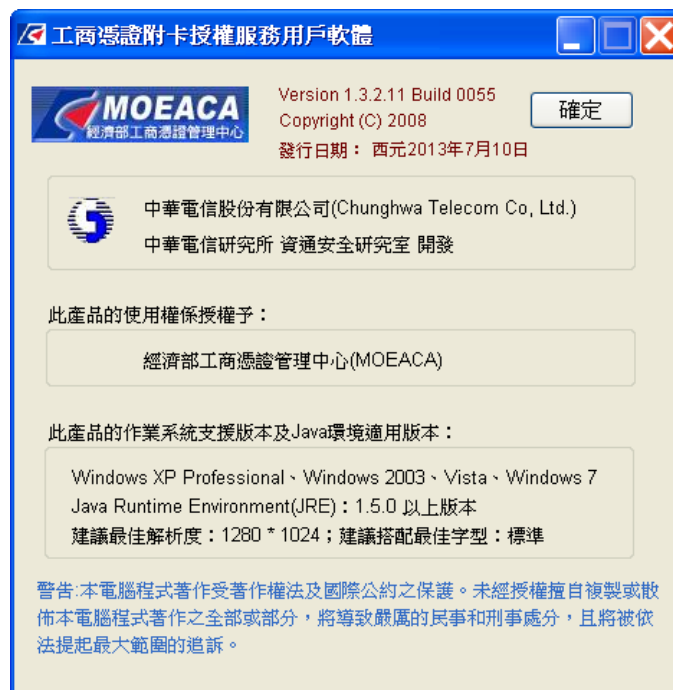 工商憑證附卡授權服務用戶軟體
MOEACA
經濟部工商憑證管理中心
Version 1.3.2.11 Build 0055
Copyright (C) 2008
發行日期： 西元2013年7月10日
確定
中華電信股份有限公司(Chunghwa Telecom Co, Ltd.)
中華電信研究所 資通安全研究室 開發
此產品的使用權係授權予：
經濟部工商憑證管理中心(MOEACA)
此產品的作業系統支援版本及Java環境適用版本：
Windows XP Professional、Windows 2003、Vista、Windows 7
Java Runtime Environment(JRE)：1.5.0 以上版本
建議最佳解析度：1280 * 1024；建議搭配最佳字型：標準
警告:本電腦程式著作受著作權法及國際公約之保護。未經授權擅自複製或散
佈本電腦程式著作之全部或部分，將導致嚴厲的民事和刑事處分，且將被依
法提起最大範圍的追訴。